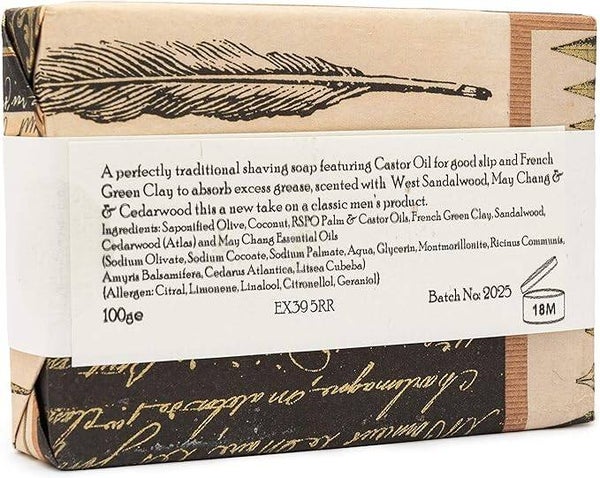 A perfectly traditional shaving soap featuring Castor Oil for good slip and French
Green Clay to absorb excess grease, scented with West Sandalwood, May Chang &
& Cedarwood this a new take on a classic men's product.
Ingredients: Saponified Olive, Coconut, RSPO Palm & Castor Oils, French Green Clay, Sandalwood,
Cedarwood (Atlas) and May Chang Essential Oils
(Sodium Olivate, Sodium Cocoate, Sodium Palmate, Aqua, Glycerin, Montmorillonite, Ricinus Communis,
Amyris Balsamifera, Cedarus Atlantica, Litsea Cubeba)
(Allergen: Citral, Limonene, Linalool, Citronellol, Geraniol)
100g e
EX39 5RR
Batch No: 2025
18M
Charlemagne, on